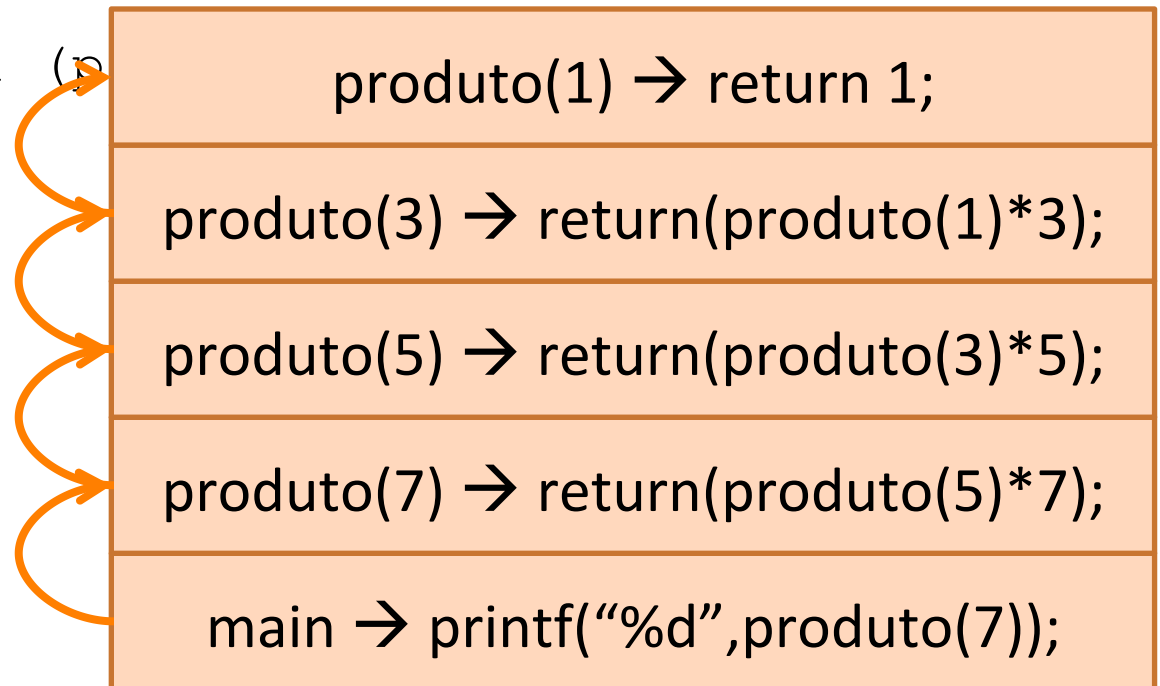 (p
produto(1) → return 1;
produto(3) → return(produto(1)*3);
produto(5) → return(produto(3)*5);
produto(7) → return(produto(5)*7);
main → printf(“%d”,produto(7));